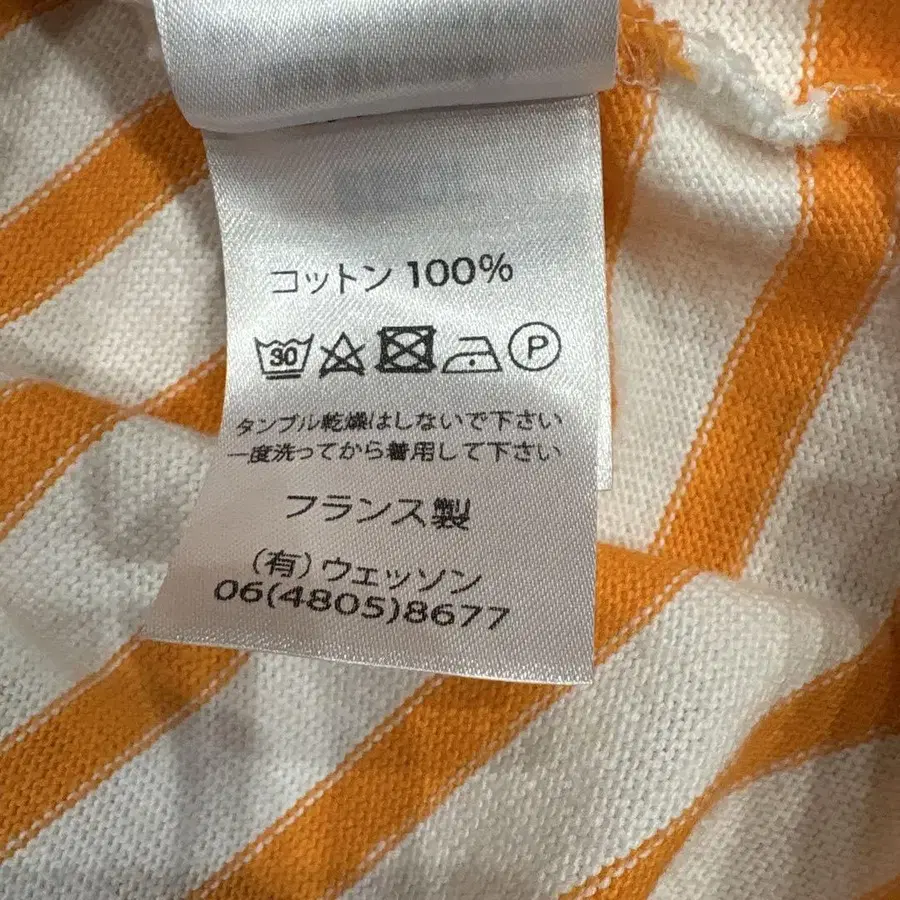 コットン 100%
30 P
タンブル乾燥はしないで下さい
一度洗ってから着用して下さい
フランス製
(有)ウェッソン
06(4805)8677